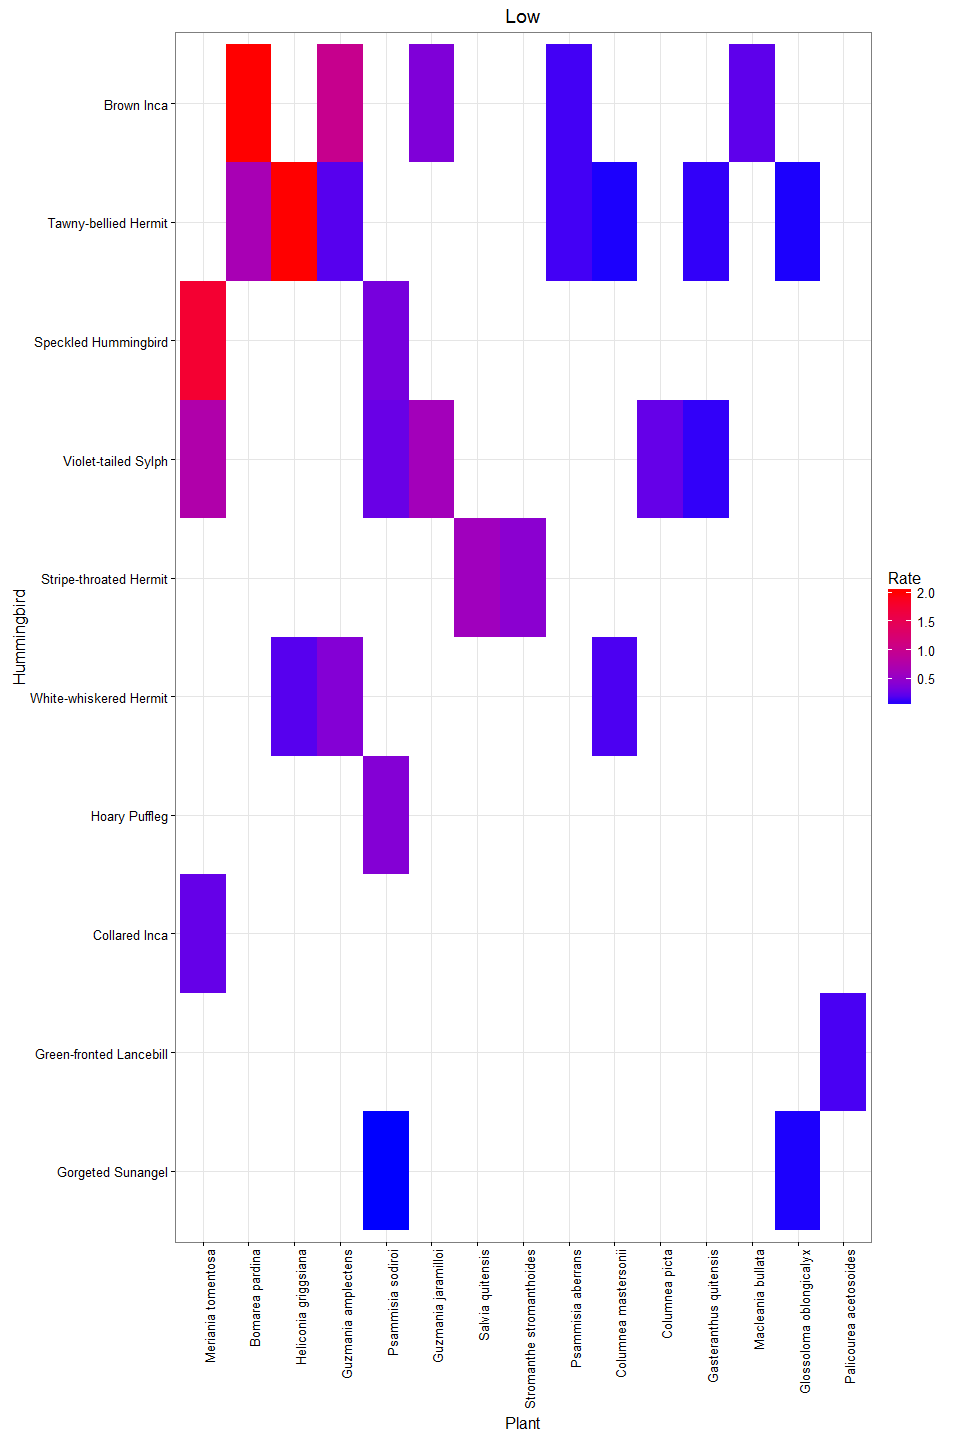 Low
Hummingbird
Brown Inca
Tawny-bellied Hermit
Speckled Hummingbird
Violet-tailed Sylph
Stripe-throated Hermit
White-whiskered Hermit
Hoary Puffleg
Collared Inca
Green-fronted Lancebill
Gorgeted Sunangel
Meriania tomentosa
Bomarea pardina
Heliconia griggsiana
Guzmania amplectens
Psammisia sodiroi
Guzmania jaramilloi
Salvia quitensis
Stromanthe stromanthoides
Psammisia aberrans
Columnea mastersonii
Columnea picta
Gasteranthus quitensis
Macleania bullata
Glossoloma oblongicalyx
Palicourea acetosoides
Plant
Rate
2.0
1.5
1.0
0.5